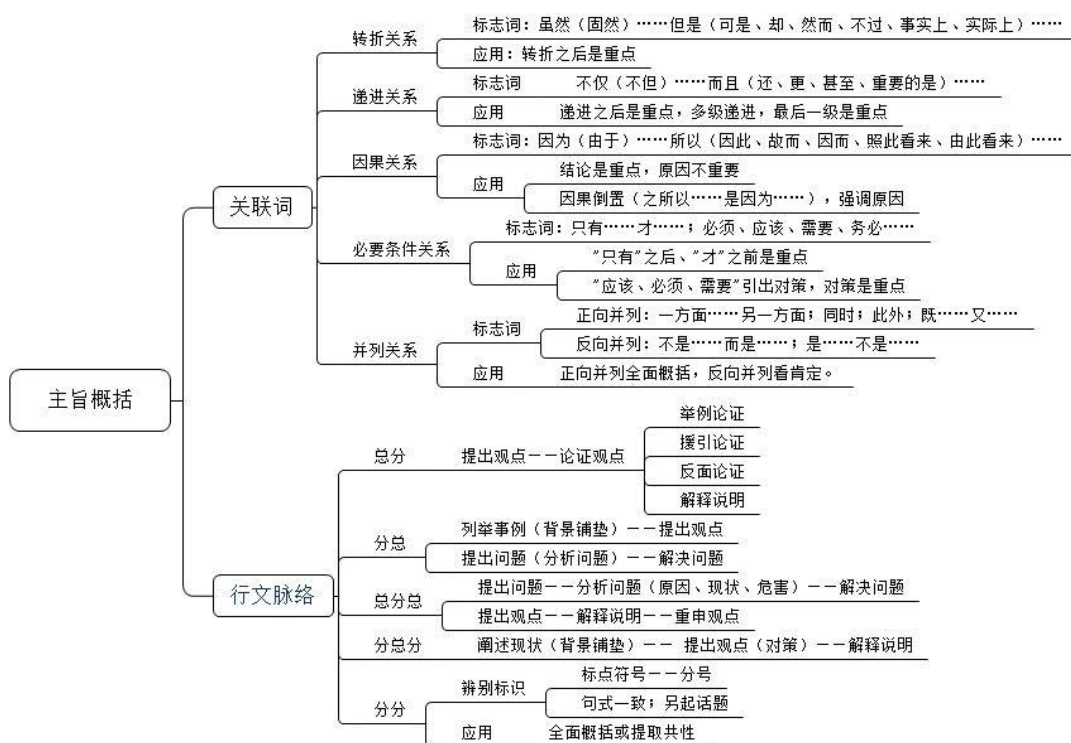 主旨概括
关联词
转折关系
标志词：虽然（固然）……但是（可是、却、然而、不过、事实上、实际上）……
应用：转折之后是重点
递进关系
标志词 不仅（不但）……而且（还、更、甚至、重要的是）……
应用 递进之后是重点，多级递进，最后一级是重点
因果关系
标志词：因为（由于）……所以（因此、故而、因而、照此看来、由此看来）……
应用
结论是重点，原因不重要
因果倒置（之所以……是因为……），强调原因
必要条件关系
标志词：只有……才……；必须、应该、需要、务必……
应用
"只有"之后、"才"之前是重点
"应该、必须、需要"引出对策，对策是重点
并列关系
标志词
正向并列：一方面……另一方面；同时；此外；既……又……
反向并列：不是……而是……；是……不是……
应用 正向并列全面概括，反向并列看肯定。
行文脉络
总分
提出观点——论证观点
举例论证
援引论证
反面论证
解释说明
分总
列举事例（背景铺垫）——提出观点
提出问题（分析问题）——解决问题
总分总
提出问题——分析问题（原因、现状、危害）——解决问题
提出观点——解释说明——重申观点
分总分
阐述现状（背景铺垫）—— 提出观点（对策）——解释说明
分分
辨别标识
标点符号——分号
句式一致；另起话题
应用 全面概括或提取共性